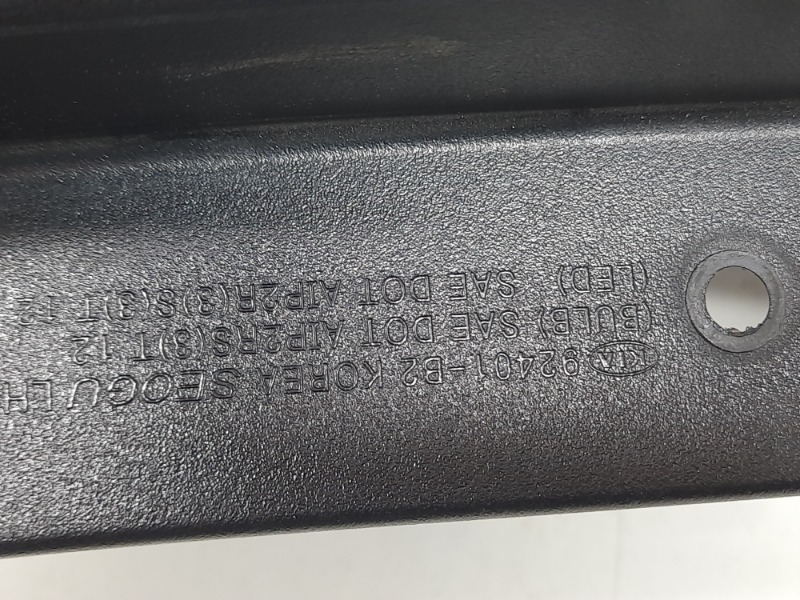 KIA 92401-B2 KOREA SEOGU LH
(BULB) SAE DOT AIP2RS(3)T 12
(LED) SAE DOT AIP2R(3)S(3)T 12